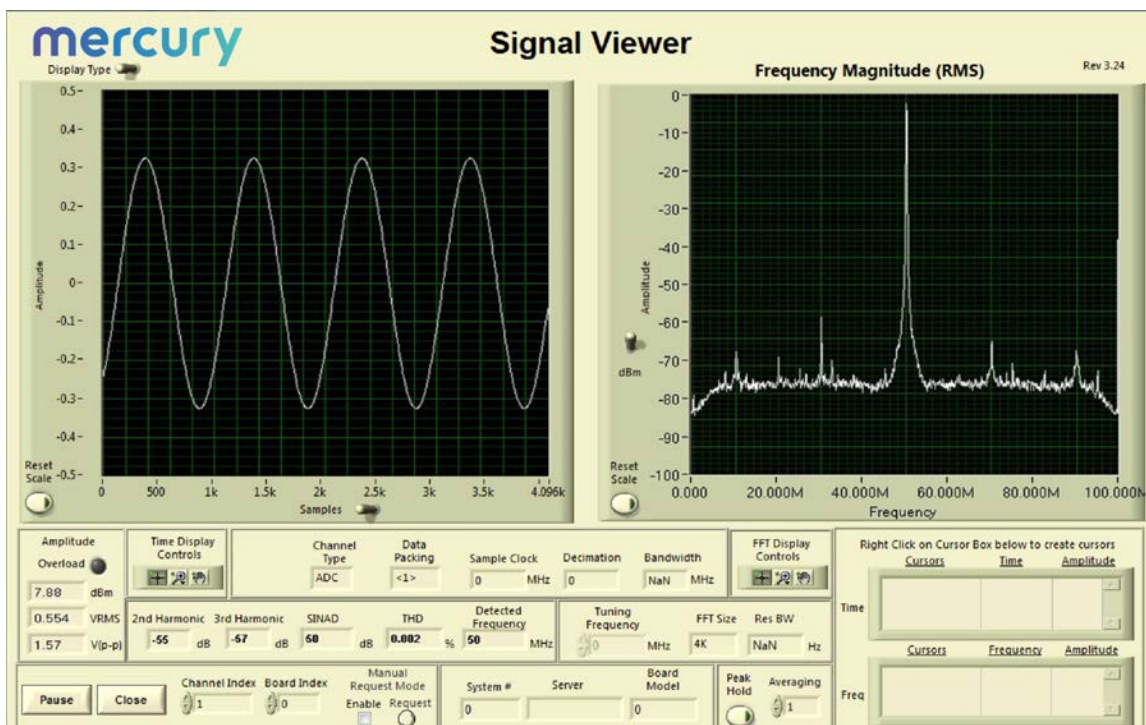 mercury
Signal Viewer
Rev 3.24
Display Type
Frequency Magnitude (RMS)
0.5
0.4
0.3
0.2
0.1
0
-0.1
-0.2
-0.3
-0.4
-0.5
Amplitude
Reset
Scale
0 500 1k 1.5k 2k 2.5k 3k 3.5k 4.096k
Samples
0
-10
-20
-30
-40
-50
-60
-70
-80
-90
-100
Amplitude
dBm
Reset
Scale
0.000 20.000M 40.000M 60.000M 80.000M 100.000M
Frequency
Amplitude
Overload
7.88 dBm
0.554 VRMS
1.57 V(p-p)
Time Display
Controls
Channel
Type
ADC
Data
Packing
<1>
Sample Clock
0 MHz
Decimation
0
Bandwidth
NaN MHz
FFT Display
Controls
2nd Harmonic
-55 dB
3rd Harmonic
-57 dB
SINAD
50 dB
THD
0.002 %
Detected
Frequency
50 MHz
Tuning
Frequency
0 MHz
FFT Size
4K
Res BW
NaN Hz
Pause
Close
Channel Index
1
Board Index
0
Manual
Request Mode
Enable Request
System #
0
Server
Board
Model
0
Peak
Hold
Averaging
1
Right Click on Cursor Box below to create cursors
Cursors Time Amplitude
Time
Cursors Frequency Amplitude
Freq